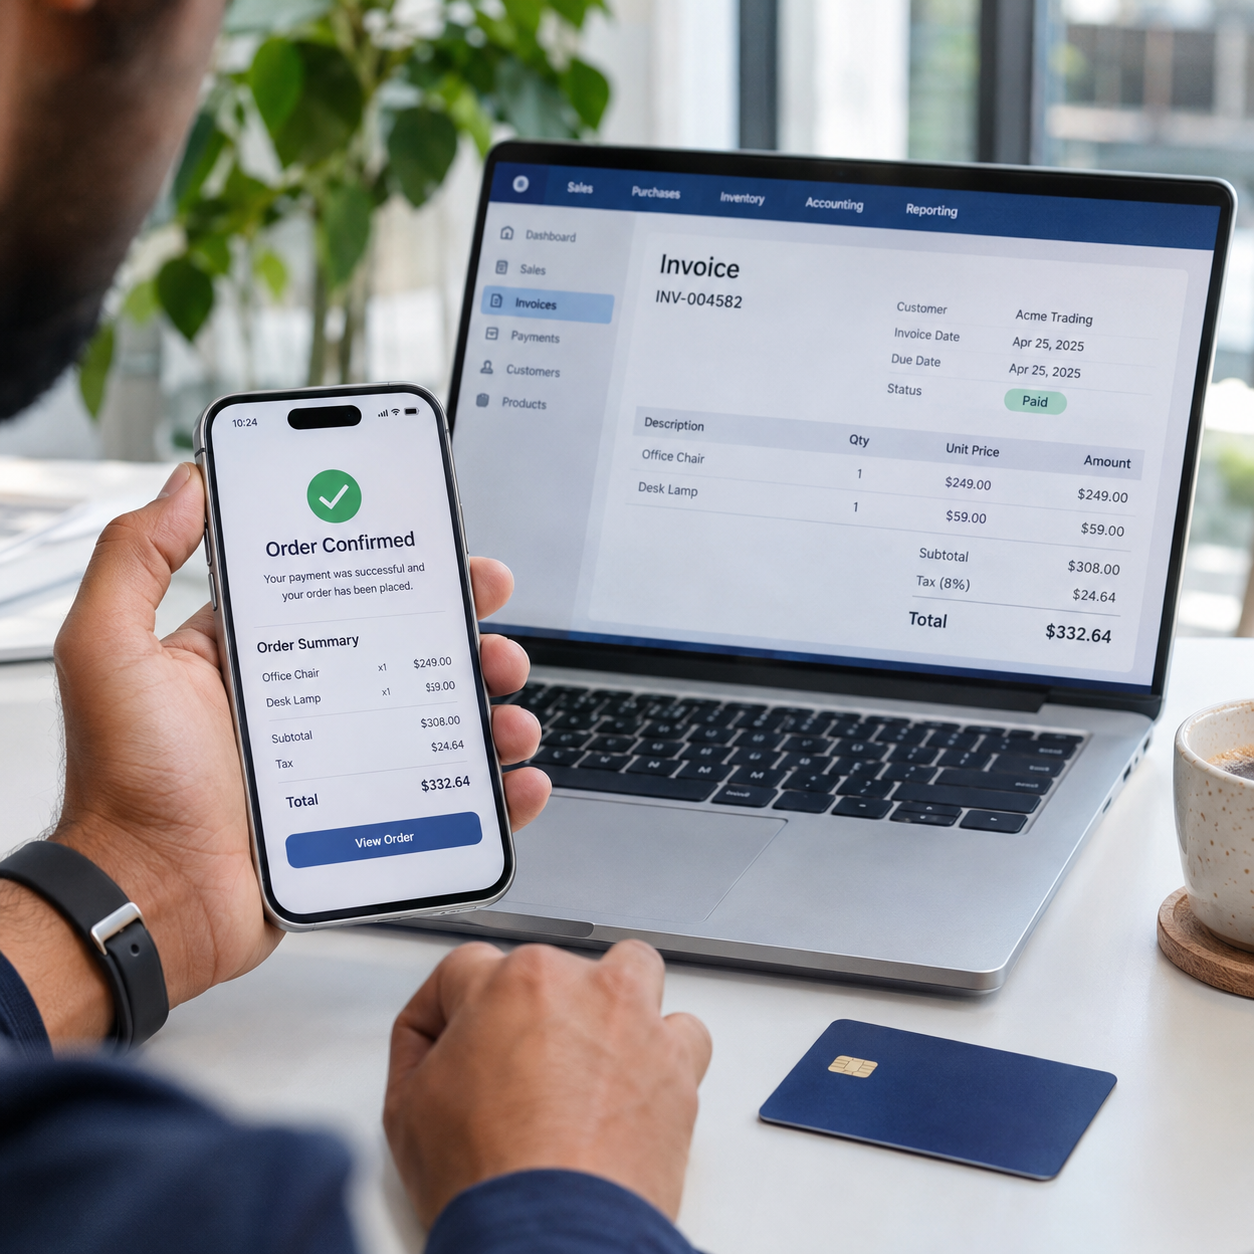 Sales Purchases Inventory Accounting Reporting
Dashboard
Sales
Invoices
Payments
Customers
Products
Invoice
INV-004582
Customer Acme Trading
Invoice Date Apr 25, 2025
Due Date Apr 25, 2025
Status Paid
Description Qty Unit Price Amount
Office Chair 1 $249.00 $249.00
Desk Lamp 1 $59.00 $59.00
Subtotal $308.00
Tax (8%) $24.64
Total $332.64
10:24
Order Confirmed
Your payment was successful and
your order has been placed.
Order Summary
Office Chair x1 $249.00
Desk Lamp x1 $59.00
Subtotal $308.00
Tax $24.64
Total $332.64
View Order